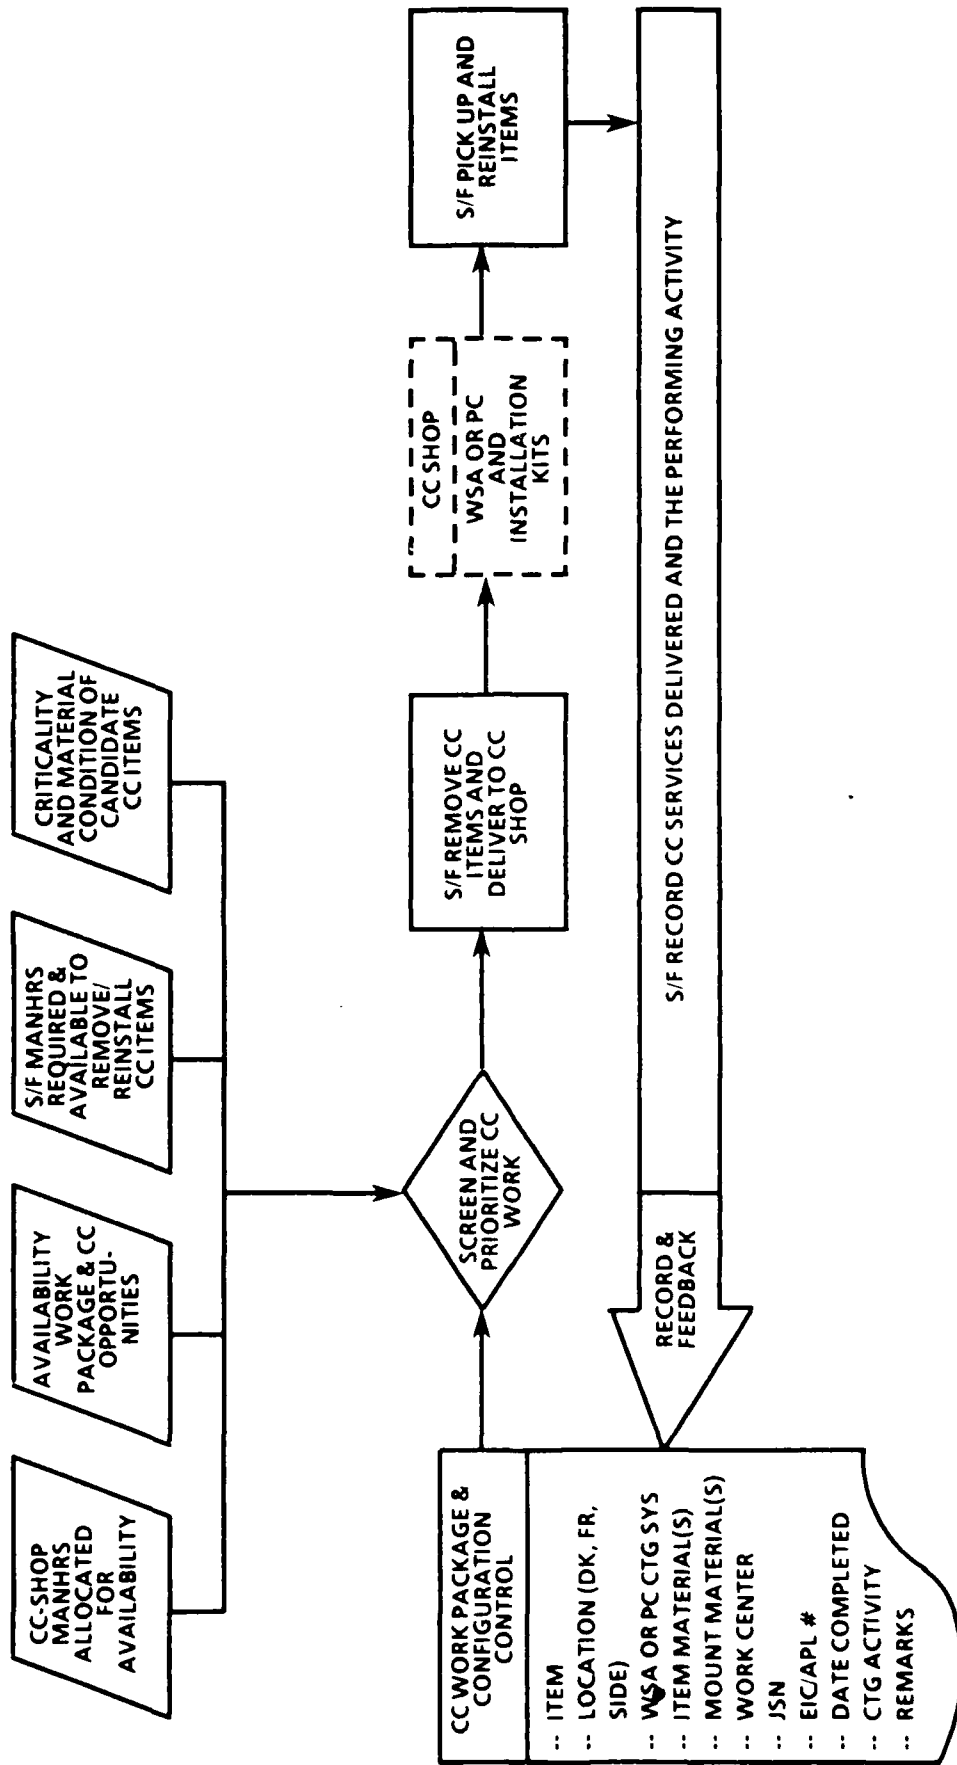 CC-SHOP
MANHRS
ALLOCATED
FOR
AVAILABILITY
AVAILABILITY
WORK
PACKAGE & CC
OPPORTU-
NITIES
S/F MANHRS
REQUIRED &
AVAILABLE TO
REMOVE/
REINSTALL
CC ITEMS
CRITICALITY
AND MATERIAL
CONDITION OF
CANDIDATE
CC ITEMS
CC WORK PACKAGE &
CONFIGURATION
CONTROL
-- ITEM
-- LOCATION (DK, FR,
SIDE)
-- WSA OR PC CTG SYS
-- ITEM MATERIAL(S)
-- MOUNT MATERIAL(S)
-- WORK CENTER
-- JSN
-- EIC/APL #
-- DATE COMPLETED
-- CTG ACTIVITY
-- REMARKS
SCREEN AND
PRIORITIZE CC
WORK
S/F REMOVE CC
ITEMS AND
DELIVER TO CC
SHOP
CC SHOP
WSA OR PC
AND
INSTALLATION
KITS
S/F PICK UP AND
REINSTALL
ITEMS
RECORD &
FEEDBACK
S/F RECORD CC SERVICES DELIVERED AND THE PERFORMING ACTIVITY